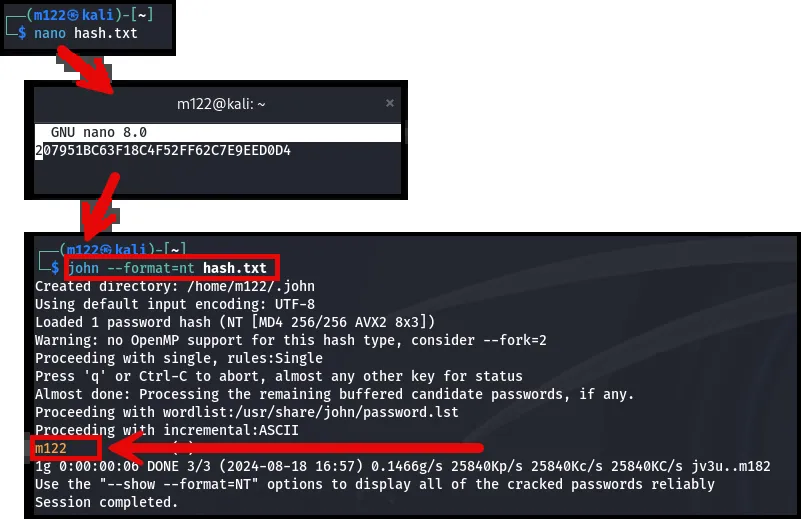 ┌──(m122㉿kali)-[~]
└─$ nano hash.txt
m122@kali: ~ ×
GNU nano 8.0
207951BC63F18C4F52FF62C7E9EED0D4
┌──(m122㉿kali)-[~]
└─$ john --format=nt hash.txt
Created directory: /home/m122/.john
Using default input encoding: UTF-8
Loaded 1 password hash (NT [MD4 256/256 AVX2 8x3])
Warning: no OpenMP support for this hash type, consider --fork=2
Proceeding with single, rules:Single
Press 'q' or Ctrl-C to abort, almost any other key for status
Almost done: Processing the remaining buffered candidate passwords, if any.
Proceeding with wordlist:/usr/share/john/password.lst
Proceeding with incremental:ASCII
m122
1g 0:00:00:06 DONE 3/3 (2024-08-18 16:57) 0.1466g/s 25840Kp/s 25840Kc/s 25840KC/s jv3u..m182
Use the "--show --format=NT" options to display all of the cracked passwords reliably
Session completed.